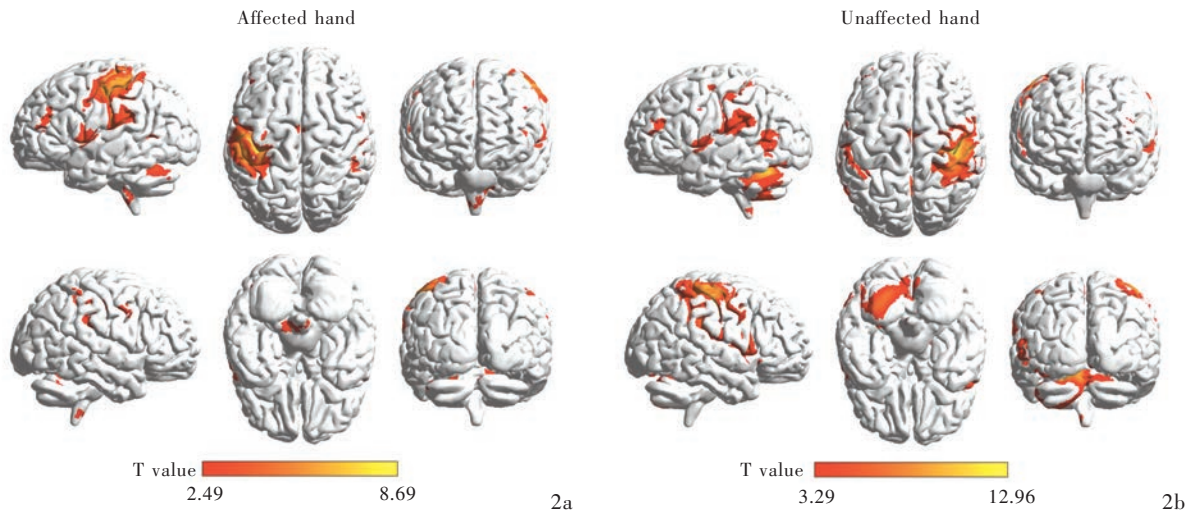 Affected hand
Unaffected hand
T value
2.49 8.69
2a
T value
3.29 12.96
2b